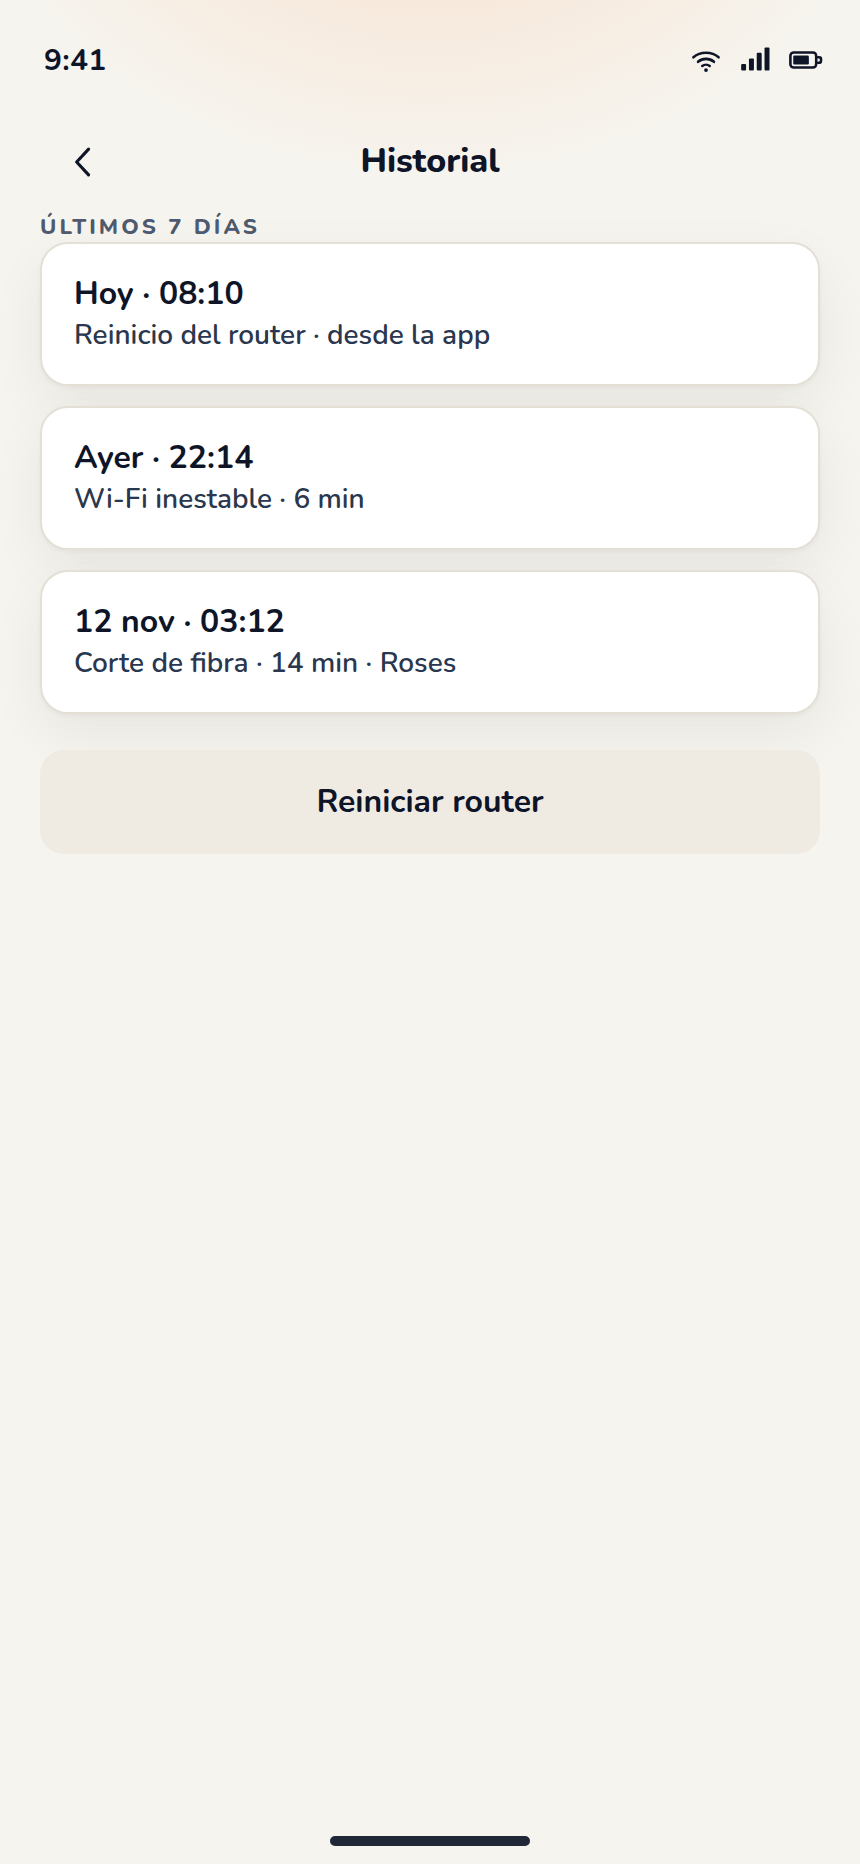 9:41
Historial
ÚLTIMOS 7 DÍAS
Hoy · 08:10
Reinicio del router · desde la app
Ayer · 22:14
Wi-Fi inestable · 6 min
12 nov · 03:12
Corte de fibra · 14 min · Roses
Reiniciar router